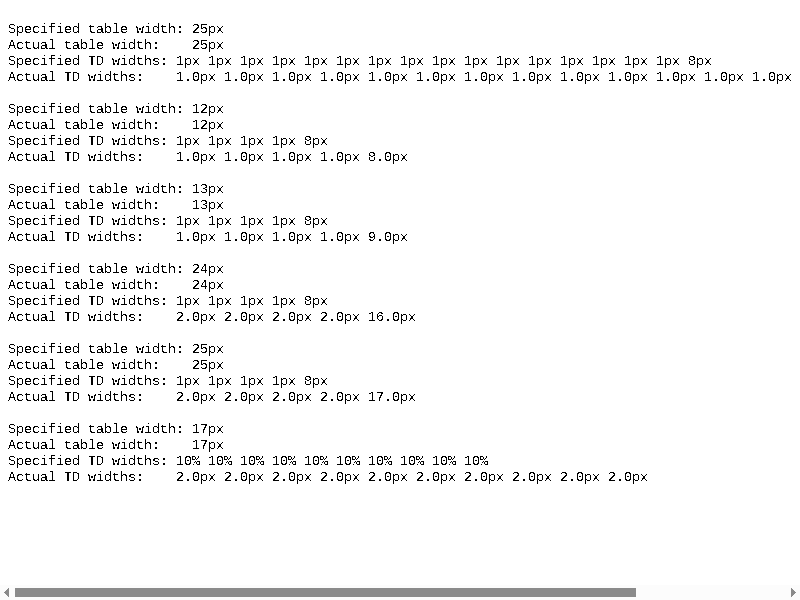 Specified table width: 25px
Actual table width:    25px
Specified TD widths: 1px 1px 1px 1px 1px 1px 1px 1px 1px 1px 1px 1px 1px 1px 1px 1px 8px
Actual TD widths:    1.0px 1.0px 1.0px 1.0px 1.0px 1.0px 1.0px 1.0px 1.0px 1.0px 1.0px 1.0px 1.0px
Specified table width: 12px
Actual table width:    12px
Specified TD widths: 1px 1px 1px 1px 8px
Actual TD widths:    1.0px 1.0px 1.0px 1.0px 8.0px
Specified table width: 13px
Actual table width:    13px
Specified TD widths: 1px 1px 1px 1px 8px
Actual TD widths:    1.0px 1.0px 1.0px 1.0px 9.0px
Specified table width: 24px
Actual table width:    24px
Specified TD widths: 1px 1px 1px 1px 8px
Actual TD widths:    2.0px 2.0px 2.0px 2.0px 16.0px
Specified table width: 25px
Actual table width:    25px
Specified TD widths: 1px 1px 1px 1px 8px
Actual TD widths:    2.0px 2.0px 2.0px 2.0px 17.0px
Specified table width: 17px
Actual table width:    17px
Specified TD widths: 10% 10% 10% 10% 10% 10% 10% 10% 10% 10%
Actual TD widths:    2.0px 2.0px 2.0px 2.0px 2.0px 2.0px 2.0px 2.0px 2.0px 2.0px